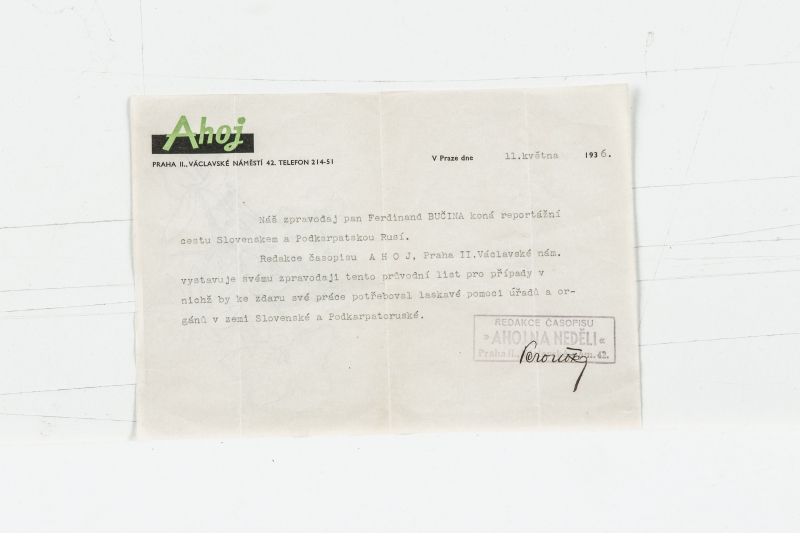 Ahoj
PRAHA II., VÁCLAVSKÉ NÁMĚSTÍ 42. TELEFON 214-51
V Praze dne 11.května 1936.
Náš zpravodaj pan Ferdinand BUČINA koná reportážní
cestu Slovenskem a Podkarpatskou Rusí.
Redakce časopisu A H O J, Praha II.Václavské nám.
vystavuje svému zpravodaji tento průvodní list pro případy v
nichž by ke zdaru své práce potřeboval laskavé pomoci úřadů a or-
gánů v zemi Slovenské a Podkarpatoruské.
REDAKCE ČASOPISU
»AHOJ NA NEDĚLI«
Praha II., 42.